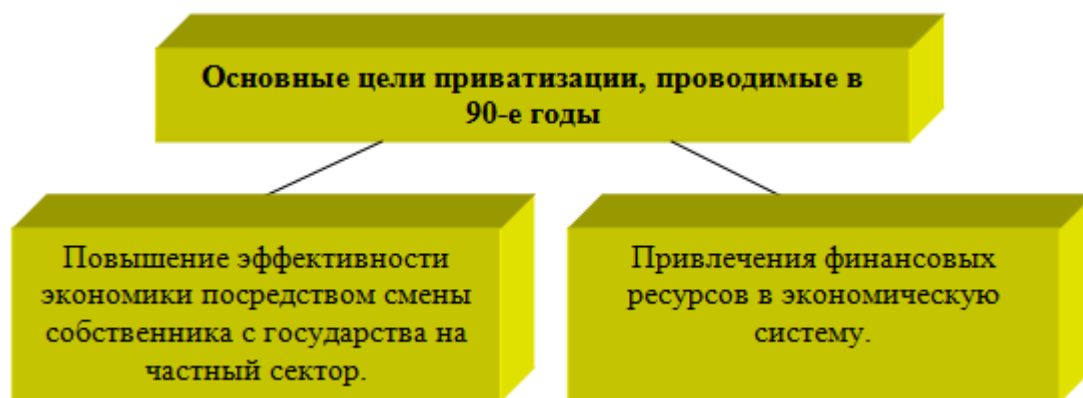 Основные цели приватизации, проводимые в
90-е годы
Повышение эффективности
экономики посредством смены
собственника с государства на
частный сектор.
Привлечения финансовых
ресурсов в экономическую
систему.